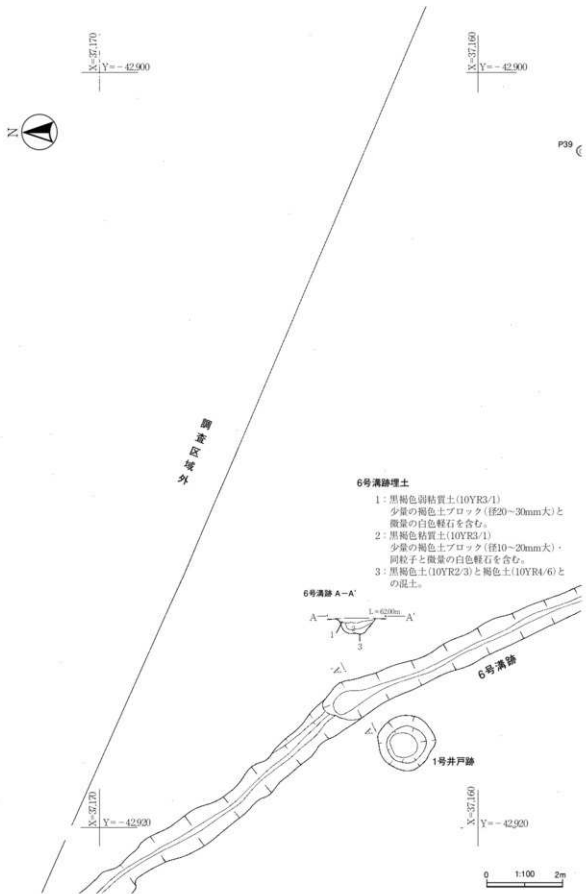 X=37,170
Y=-42,900
X=37,160
Y=-42,900
N
P39
調査区域外
6号溝跡埋土
1：黒褐色弱粘質土(10YR3/1)
少量の褐色土ブロック(径20〜30mm大)と
微量の白色軽石を含む。
2：黒褐色粘質土(10YR3/1)
少量の褐色土ブロック(径10〜20mm大)・
同粒子と微量の白色軽石を含む。
3：黒褐色土(10YR2/3)と褐色土(10YR4/6)と
の混土。
6号溝跡 A-A'
A
L=62.00m
A'
1
2
3
6号溝跡
A'
A
1号井戸跡
X=37,170
Y=-42,920
X=37,160
Y=-42,920
0 1:100 2m